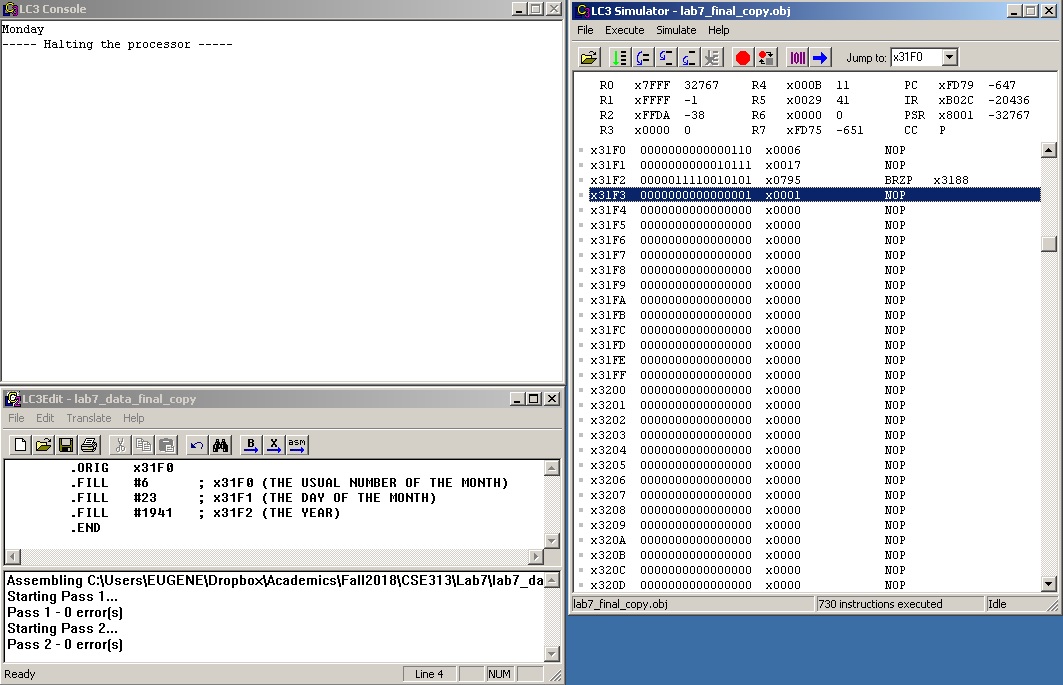 LC3 Console
Monday
----- Halting the processor -----
LC3Edit - lab7_data_final_copy
File Edit Translate Help
B X asm
.ORIG x31F0
.FILL #6 ; x31F0 (THE USUAL NUMBER OF THE MONTH)
.FILL #23 ; x31F1 (THE DAY OF THE MONTH)
.FILL #1941 ; x31F2 (THE YEAR)
.END
Assembling C:\Users\EUGENE\Dropbox\Academics\Fall2018\CSE313\Lab7\lab7_da
Starting Pass 1...
Pass 1 - 0 error(s)
Starting Pass 2...
Pass 2 - 0 error(s)
Ready Line 4 NUM
LC3 Simulator - lab7_final_copy.obj
File Execute Simulate Help
Jump to: x31F0
R0 x7FFF 32767 R4 x000B 11 PC xFD79 -647
R1 xFFFF -1 R5 x0029 41 IR xB02C -20436
R2 xFFDA -38 R6 x0000 0 PSR x8001 -32767
R3 x0000 0 R7 xFD75 -651 CC P
x31F0 0000000000000110 x0006 NOP
x31F1 0000000000010111 x0017 NOP
x31F2 0000011110010101 x0795 BRZP x3188
x31F3 0000000000000001 x0001 NOP
x31F4 0000000000000000 x0000 NOP
x31F5 0000000000000000 x0000 NOP
x31F6 0000000000000000 x0000 NOP
x31F7 0000000000000000 x0000 NOP
x31F8 0000000000000000 x0000 NOP
x31F9 0000000000000000 x0000 NOP
x31FA 0000000000000000 x0000 NOP
x31FB 0000000000000000 x0000 NOP
x31FC 0000000000000000 x0000 NOP
x31FD 0000000000000000 x0000 NOP
x31FE 0000000000000000 x0000 NOP
x31FF 0000000000000000 x0000 NOP
x3200 0000000000000000 x0000 NOP
x3201 0000000000000000 x0000 NOP
x3202 0000000000000000 x0000 NOP
x3203 0000000000000000 x0000 NOP
x3204 0000000000000000 x0000 NOP
x3205 0000000000000000 x0000 NOP
x3206 0000000000000000 x0000 NOP
x3207 0000000000000000 x0000 NOP
x3208 0000000000000000 x0000 NOP
x3209 0000000000000000 x0000 NOP
x320A 0000000000000000 x0000 NOP
x320B 0000000000000000 x0000 NOP
x320C 0000000000000000 x0000 NOP
x320D 0000000000000000 x0000 NOP
lab7_final_copy.obj 730 instructions executed Idle